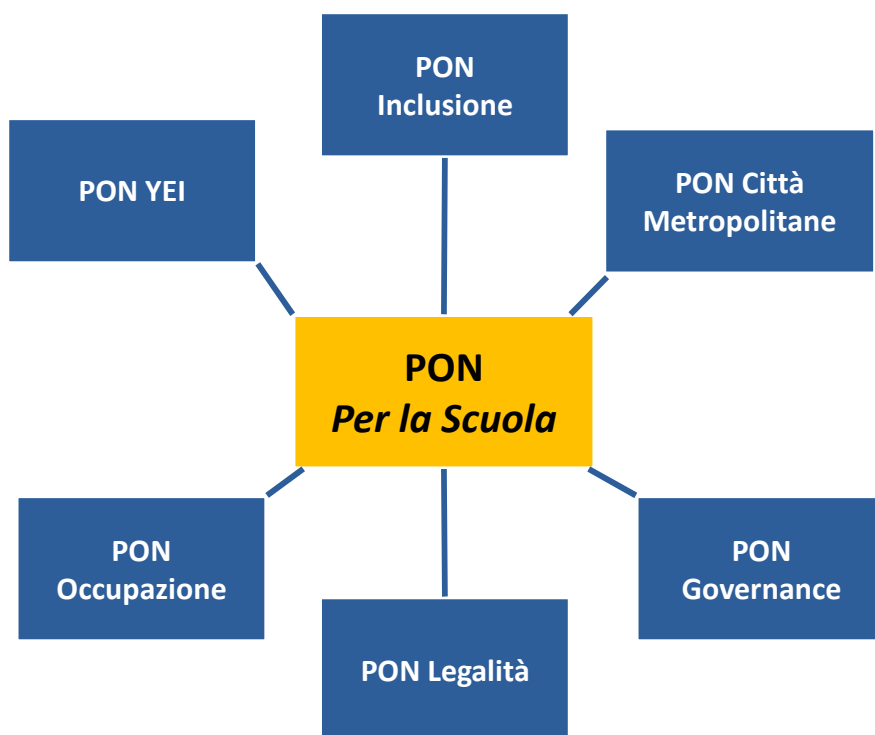 PON
Inclusione
PON YEI
PON Città
Metropolitane
PON
Per la Scuola
PON
Occupazione
PON
Governance
PON Legalità